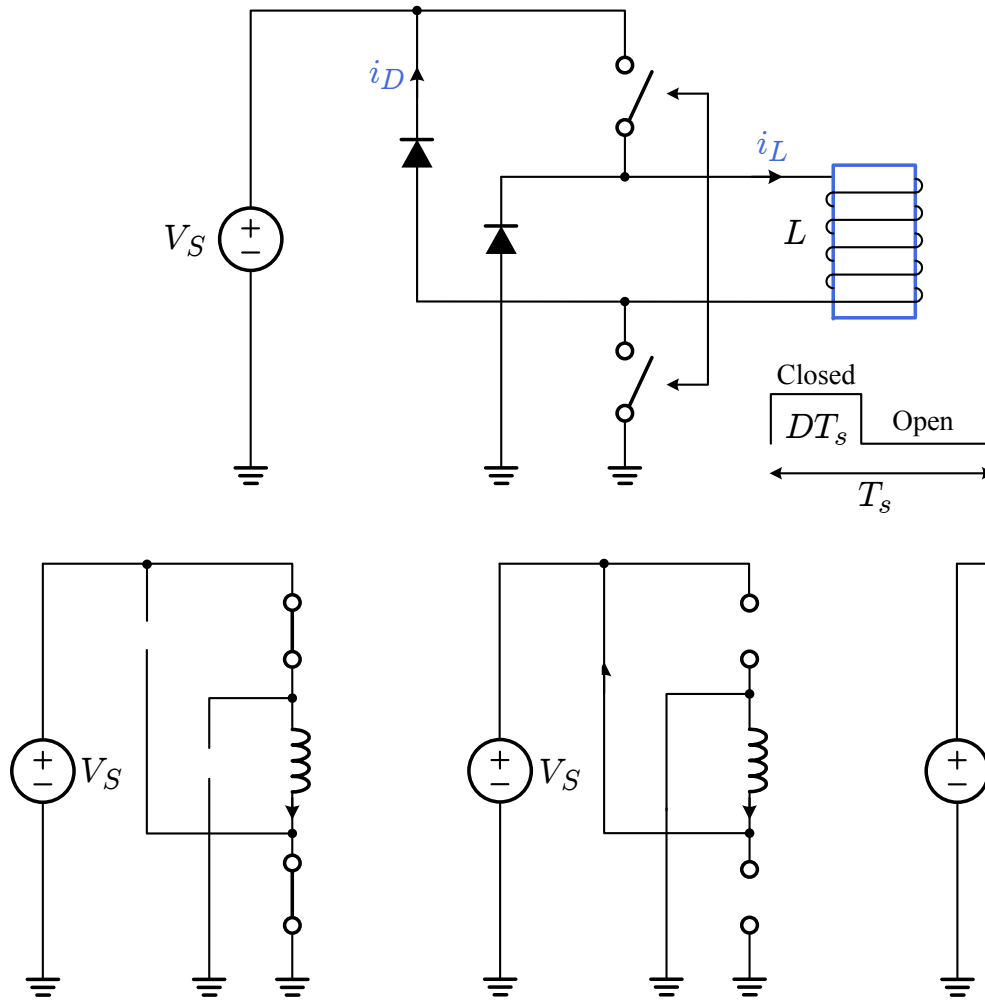 $i_D$
$i_L$
$V_S$
+
−
$L$
Closed
$DT_s$
Open
$T_s$
+
−
$V_S$
+
−
$V_S$
+
−